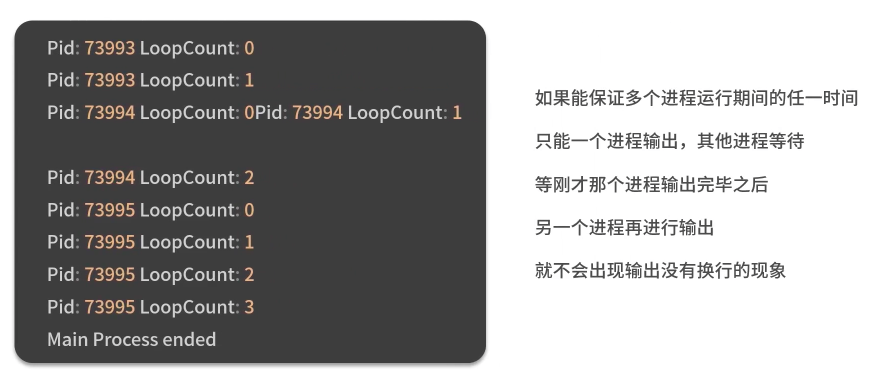 Pid: 73993 LoopCount: 0
Pid: 73993 LoopCount: 1
Pid: 73994 LoopCount: 0Pid: 73994 LoopCount: 1
Pid: 73994 LoopCount: 2
Pid: 73995 LoopCount: 0
Pid: 73995 LoopCount: 1
Pid: 73995 LoopCount: 2
Pid: 73995 LoopCount: 3
Main Process ended
如果能保证多个进程运行期间的任一时间
只能一个进程输出，其他进程等待
等刚才那个进程输出完毕之后
另一个进程再进行输出
就不会出现输出没有换行的现象